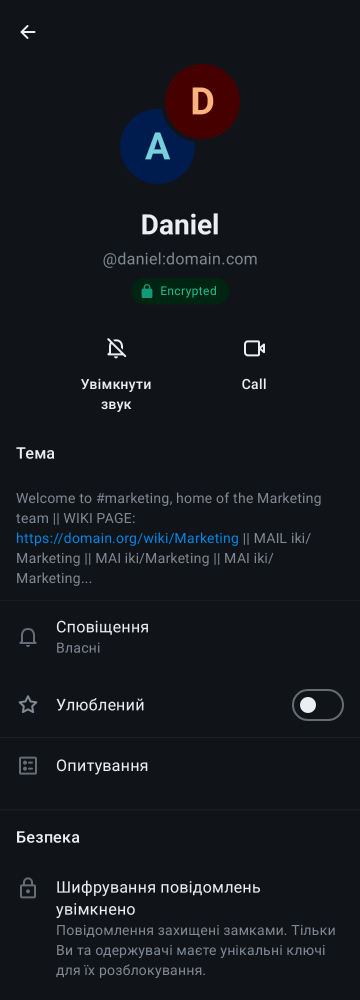 D
A
Daniel
@daniel:domain.com
Encrypted
Увімкнути
звук
Call
Тема
Welcome to #marketing, home of the Marketing
team || WIKI PAGE:
https://domain.org/wiki/Marketing || MAIL iki/
Marketing || MAI iki/Marketing || MAI iki/
Marketing...
Сповіщення
Власні
Улюблений
Опитування
Безпека
Шифрування повідомлень
увімкнено
Повідомлення захищені замками. Тільки
Ви та одержувачі маєте унікальні ключі
для їх розблокування.